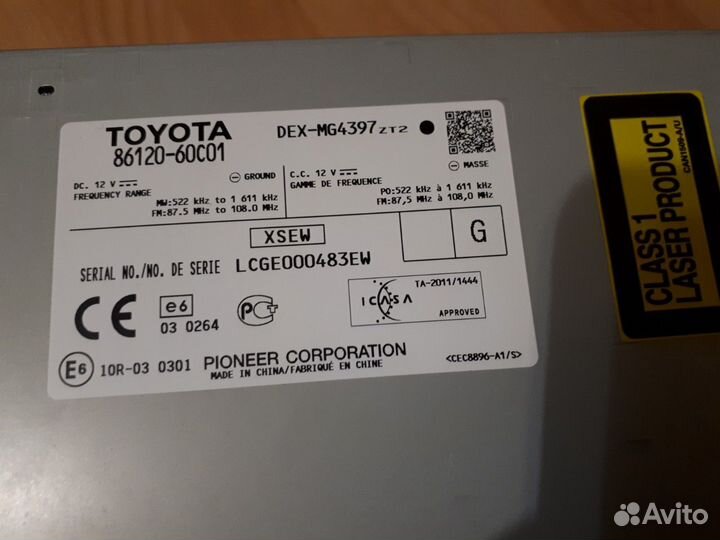 TOYOTA
86120-60C01
DEX-MG4397ZT2
DC. 12 V
GROUND
FREQUENCY RANGE
MW:522 kHz to 1 611 kHz
FM:87.5 MHz to 108.0 MHz
C.C. 12 V
MASSE
GAMME DE FREQUENCE
PO:522 kHz à 1 611 kHz
FM:87,5 MHz à 108,0 MHz
XSEW
G
SERIAL NO./NO. DE SERIE LCGE000483EW
CE
e6
03 0264
PCT
ICASA
TA-2011/1444
APPROVED
E6 10R-03 0301
PIONEER CORPORATION
MADE IN CHINA/FABRIQUÉ EN CHINE
<CEC8896-A1/S>
CLASS 1
LASER PRODUCT
CAN1509-A/U
Avito